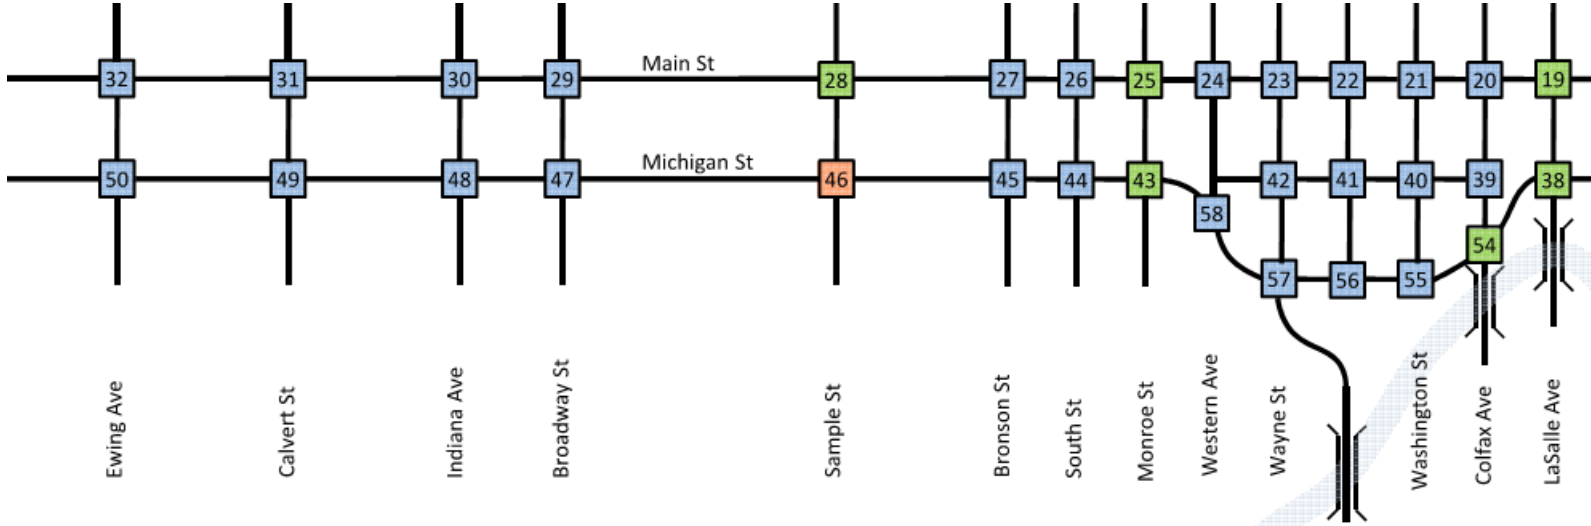 Main St
32 31 30 29 28 27 26 25 24 23 22 21 20 19
Michigan St
50 49 48 47 46 45 44 43 42 41 40 39 38
58
54
57 56 55
Ewing Ave
Calvert St
Indiana Ave
Broadway St
Sample St
Bronson St
South St
Monroe St
Western Ave
Wayne St
Washington St
Colfax Ave
LaSalle Ave